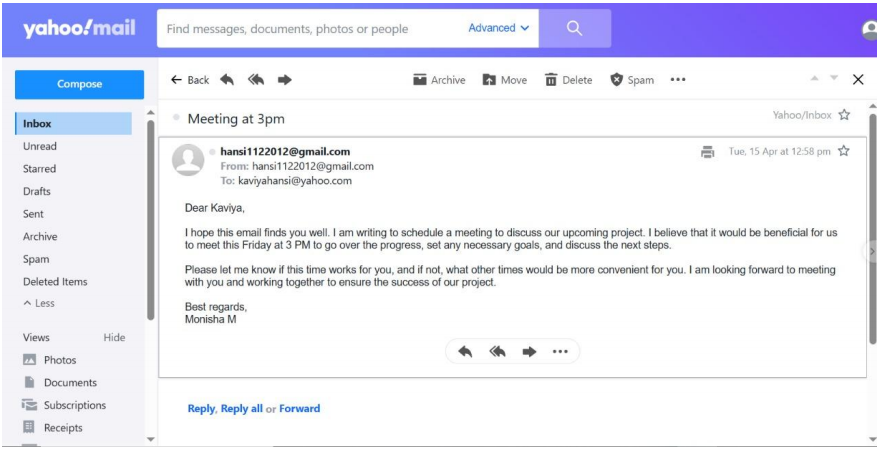 yahoo!mail
Find messages, documents, photos or people
Advanced
Compose
Back
Archive
Move
Delete
Spam
Inbox
Unread
Starred
Drafts
Sent
Archive
Spam
Deleted Items
Less
Views Hide
Photos
Documents
Subscriptions
Receipts
Meeting at 3pm
Yahoo/Inbox
hansi1122012@gmail.com
Tue, 15 Apr at 12:58 pm
From: hansi1122012@gmail.com
To: kaviyahansi@yahoo.com
Dear Kaviya,
I hope this email finds you well. I am writing to schedule a meeting to discuss our upcoming project. I believe that it would be beneficial for us
to meet this Friday at 3 PM to go over the progress, set any necessary goals, and discuss the next steps.
Please let me know if this time works for you, and if not, what other times would be more convenient for you. I am looking forward to meeting
with you and working together to ensure the success of our project.
Best regards,
Monisha M
Reply, Reply all or Forward